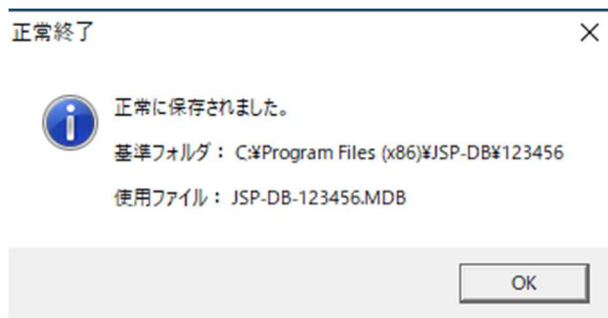 正常終了
正常に保存されました。
基準フォルダ： C:¥Program Files (x86)¥JSP-DB¥123456
使用ファイル： JSP-DB-123456.MDB
OK